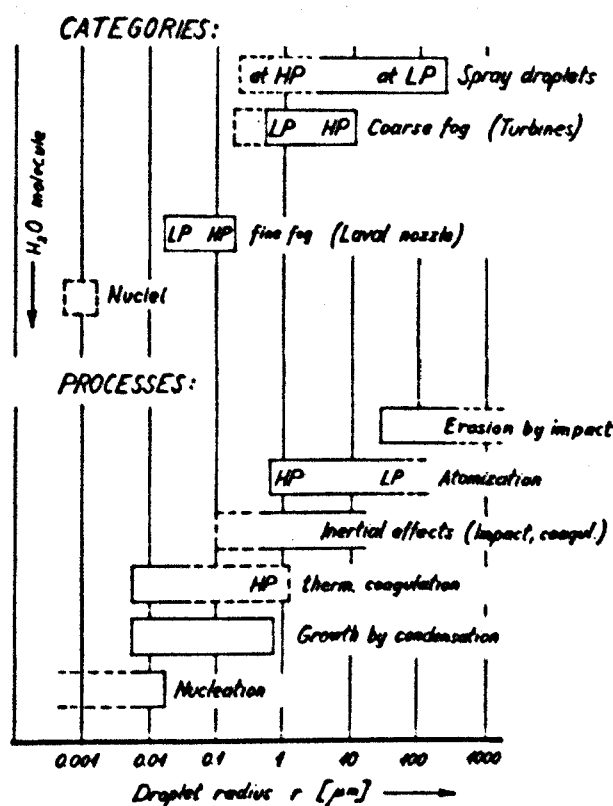 CATEGORIES:
at HP at LP Spray droplets
LP HP Coarse fog (Turbines)
H₂O molecule
LP HP fine fog (Laval nozzle)
Nuclei
PROCESSES:
Erosion by impact
HP LP Atomization
Inertial effects (Impact, coagul.)
HP therm. coagulation
Growth by condensation
Nucleation
0.001 0.01 0.1 1 10 100 1000
Droplet radius r [μm]